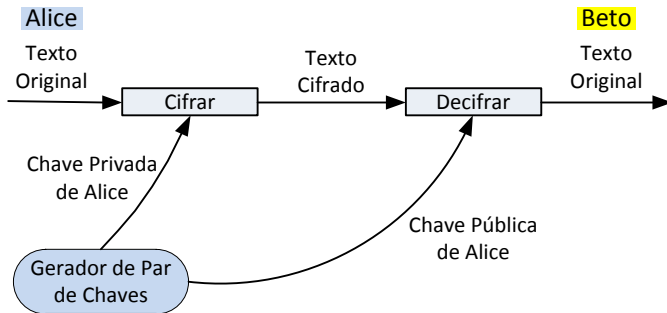 Alice
Beto
Texto
Original
Texto
Cifrado
Texto
Original
Cifrar
Decifrar
Chave Privada
de Alice
Chave Pública
de Alice
Gerador de Par
de Chaves